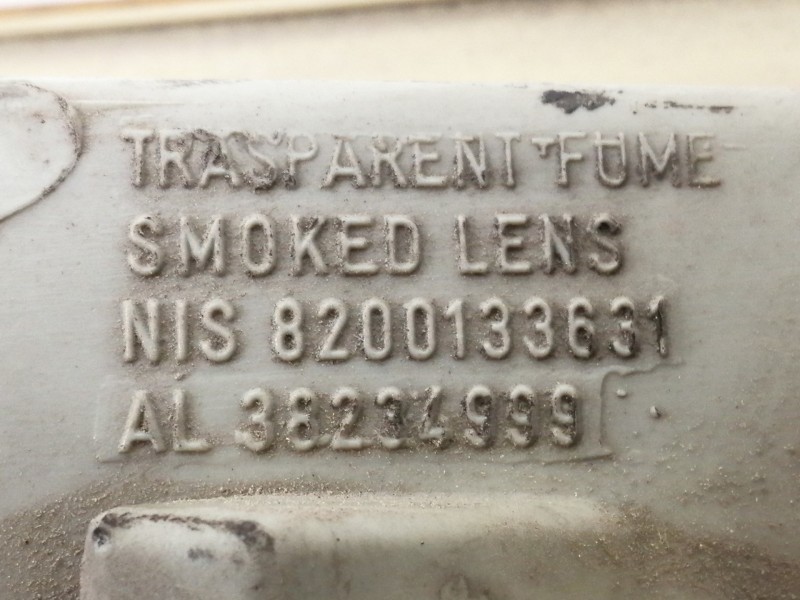 TRASPARENT FUME
SMOKED LENS
NIS 8200133631
AL 38234999